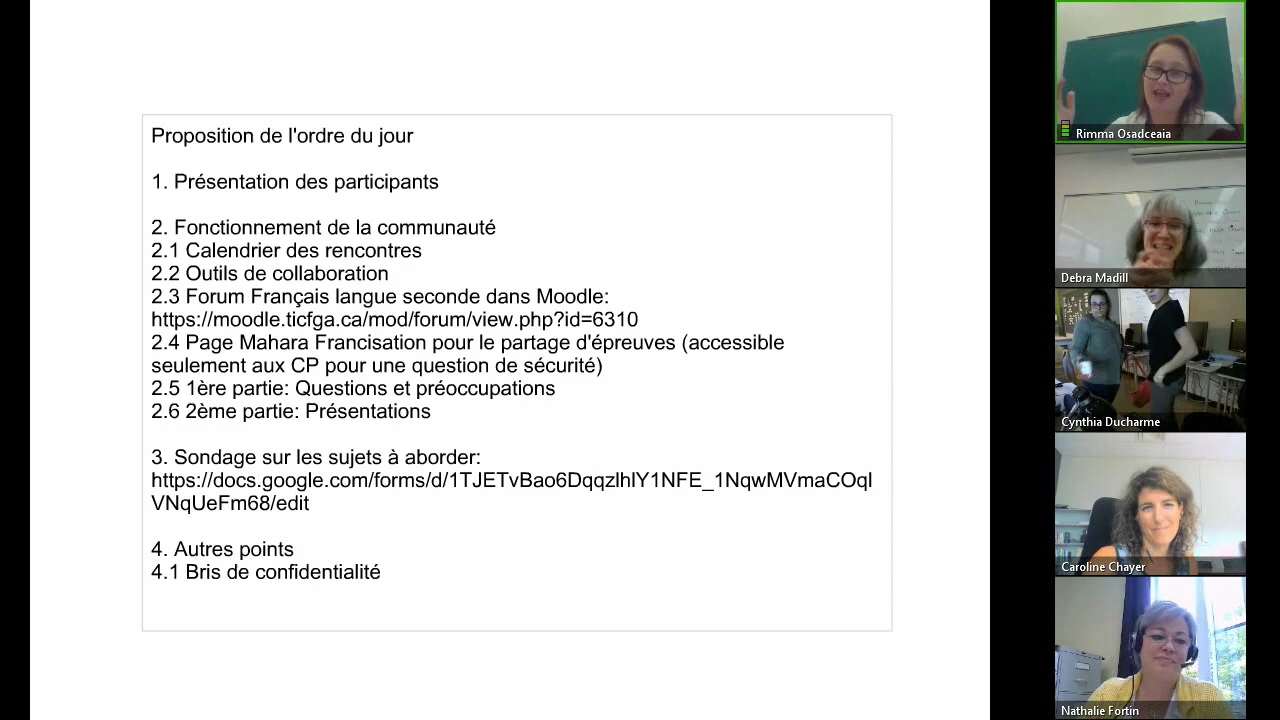 Proposition de l'ordre du jour
1. Présentation des participants
2. Fonctionnement de la communauté
2.1 Calendrier des rencontres
2.2 Outils de collaboration
2.3 Forum Français langue seconde dans Moodle:
https://moodle.ticfga.ca/mod/forum/view.php?id=6310
2.4 Page Mahara Francisation pour le partage d'épreuves (accessible
seulement aux CP pour une question de sécurité)
2.5 1ère partie: Questions et préoccupations
2.6 2ème partie: Présentations
3. Sondage sur les sujets à aborder:
https://docs.google.com/forms/d/1TJETvBao6DqqzlhlY1NFE_1NqwMVmaCOql
VNqUeFm68/edit
4. Autres points
4.1 Bris de confidentialité
Rimma Osadceaia
Debra Madill
Cynthia Ducharme
Caroline Chayer
Nathalie Fortin